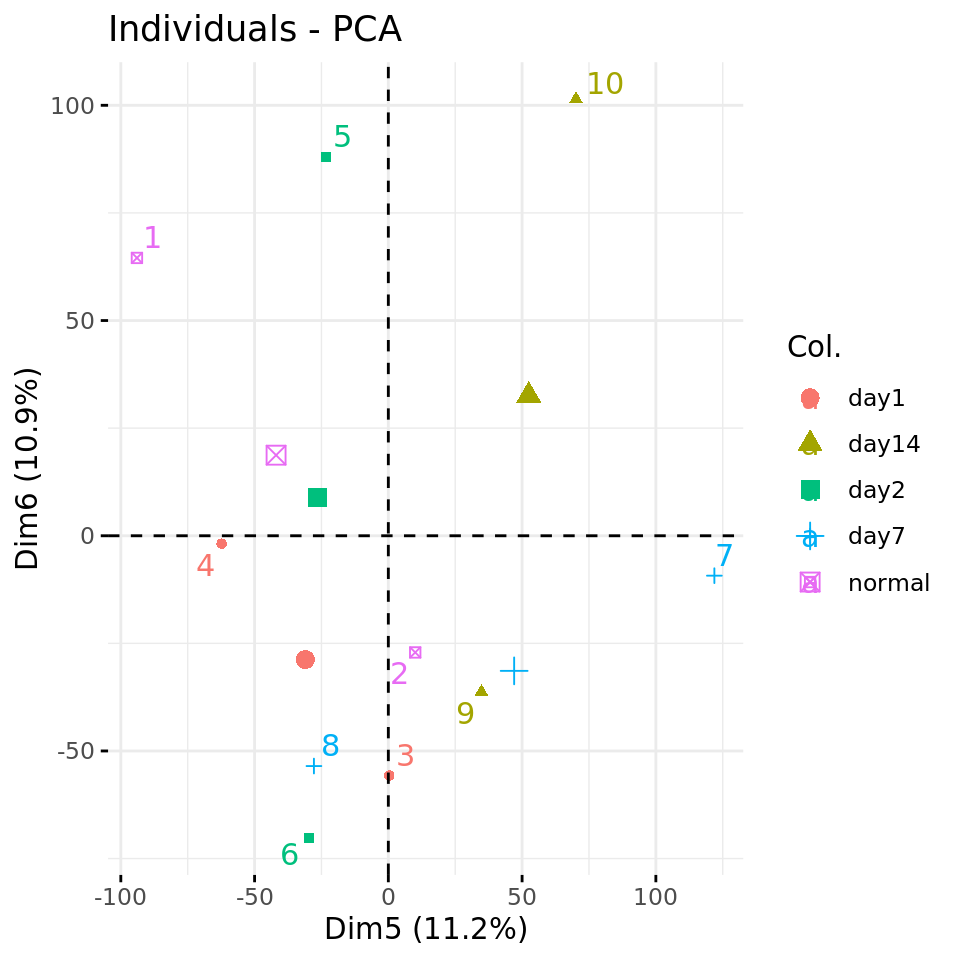 Individuals - PCA
10
5
1
4
7
2
9
8
3
6
100
50
0
-50
-100
-50
0
50
100
Dim5 (11.2%)
Dim6 (10.9%)
Col.
a day1
a day14
a day2
a day7
a normal